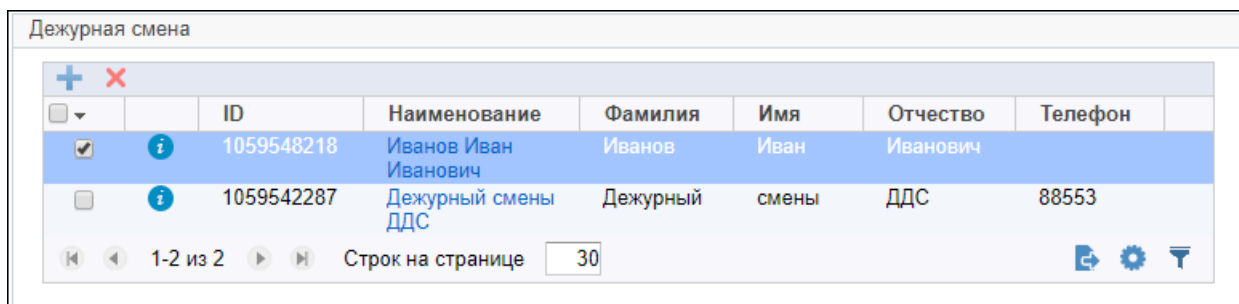 Дежурная смена
ID Наименование Фамилия Имя Отчество Телефон
1059548218 Иванов Иван Иванов Иван Иванович
Иванович
1059542287 Дежурный смены Дежурный смены ДДС 88553
ДДС
1-2 из 2 Строк на странице 30